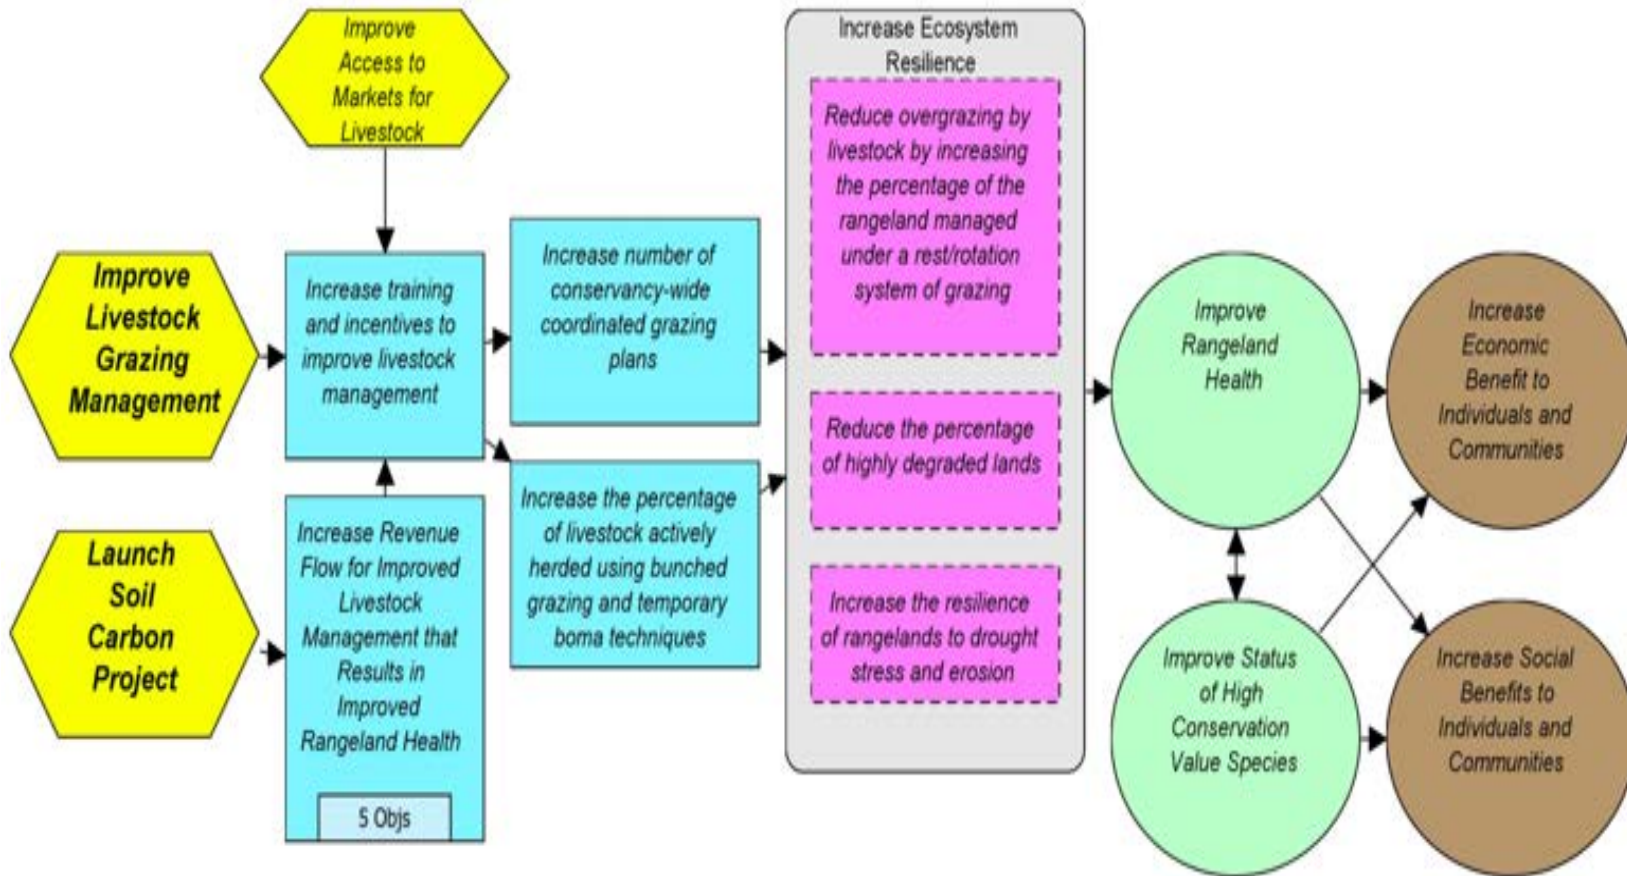 Improve
Access to
Markets for
Livestock
Improve
Livestock
Grazing
Management
Launch
Soil
Carbon
Project
Increase training
and incentives to
improve livestock
management
Increase Revenue
Flow for Improved
Livestock
Management that
Results in
Improved
Rangeland Health
5 Objs
Increase number of
conservancy-wide
coordinated grazing
plans
Increase the percentage
of livestock actively
herded using bunched
grazing and temporary
boma techniques
Increase Ecosystem
Resilience
Reduce overgrazing by
livestock by increasing
the percentage of the
rangeland managed
under a rest/rotation
system of grazing
Reduce the percentage
of highly degraded lands
Increase the resilience
of rangelands to drought
stress and erosion
Improve
Rangeland
Health
Improve Status
of High
Conservation
Value Species
Increase
Economic
Benefit to
Individuals and
Communities
Increase Social
Benefits to
Individuals and
Communities